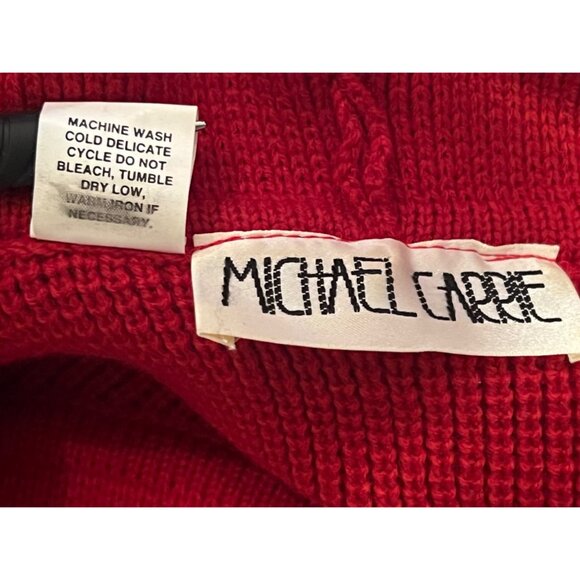 MACHINE WASH
COLD DELICATE
CYCLE DO NOT
BLEACH, TUMBLE
DRY LOW,
WARM IRON IF
NECESSARY.
MICHAEL CARRIE